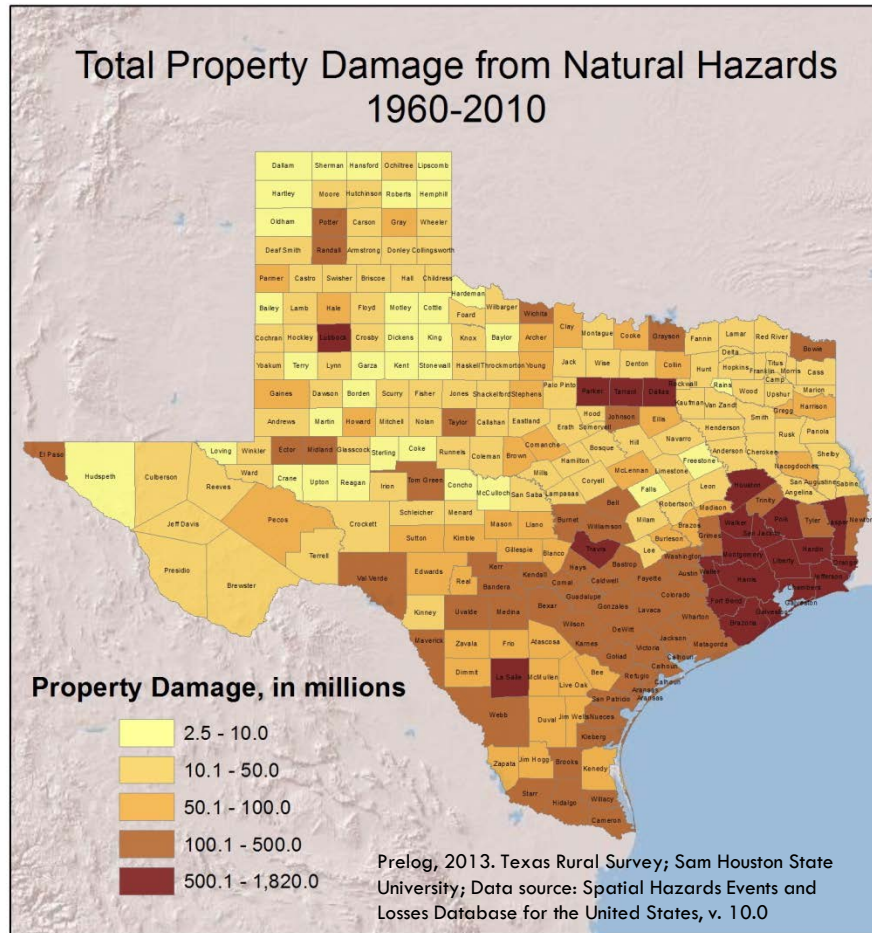 Total Property Damage from Natural Hazards
1960-2010
Dallam Sherman Hansford Ochiltree Lipscomb
Hartley Moore Hutchinson Roberts Hemphill
Oldham Potter Carson Gray Wheeler
Deaf Smith Randall Armstrong Donley Collingsworth
Parmer Castro Swisher Briscoe Hall Childress
Hardeman
Bailey Lamb Hale Floyd Motley Cottle Foard Wilbarger Wichita
Clay Montague Cooke Grayson Fannin Lamar Red River Bowie
Cochran Hockley Lubbock Crosby Dickens King Knox Baylor Archer
Delta Titus Franklin Morris Cass
Yoakum Terry Lynn Garza Kent Stonewall Haskell Throckmorton Young Jack Wise Denton Collin Hunt Hopkins Camp
Rockwall Rains Wood Upshur Marion
Gaines Dawson Borden Scurry Fisher Jones Shackelford Stephens Palo Pinto Parker Tarrant Dallas Kaufman Van Zandt Gregg Harrison
Andrews Martin Howard Mitchell Nolan Taylor Callahan Eastland Erath Hood Somervell Johnson Ellis Henderson Smith Rusk Panola
El Paso Hudspeth Culberson Loving Winkler Ector Midland Glasscock Sterling Coke Runnels Coleman Brown Comanche Hamilton Bosque Hill Navarro Anderson Cherokee Shelby
Reeves Ward Crane Upton Reagan Irion Tom Green Concho McCulloch Mills Coryell McLennan Limestone Freestone Nacogdoches
San Saba Lamposas Falls Leon Houston San Augustine Sabine
Angelina Trinity
Jeff Davis Pecos Crockett Schleicher Menard Burnet Bell Robertson Madison
Milam Walker Polk Tyler Jasper Newton
Mason Llano Williamson Brazos Grimes San Jacinto
Sutton Kimble Burleson
Presidio Brewster Terrell Gillespie Blanco Travis Lee Washington Montgomery Liberty Hardin
Val Verde Edwards Real Kerr Kendall Hays Bastrop Austin Waller Harris Orange
Bandera Comal Caldwell Fayette Jefferson
Chambers
Kinney Uvalde Medina Bexar Guadalupe Gonzales Lavaca Colorado Fort Bend Galveston
Galveston
Wilson Wharton Brazoria
Maverick Zavala Frio Atascosa Karnes DeWitt Jackson Matagorda
Goliad Victoria Calhoun
Dimmit La Salle McMullen Live Oak Bee Refugio Calhoun
Calhoun
Aransas
Aransas
San Patricio
Webb Duval Jim Wells Nueces
Kleberg
Zapata Jim Hogg Brooks Kenedy
Starr Hidalgo Willacy
Cameron
Property Damage, in millions
2.5 - 10.0
10.1 - 50.0
50.1 - 100.0
100.1 - 500.0
500.1 - 1,820.0
Prelog, 2013. Texas Rural Survey; Sam Houston State
University; Data source: Spatial Hazards Events and
Losses Database for the United States, v. 10.0